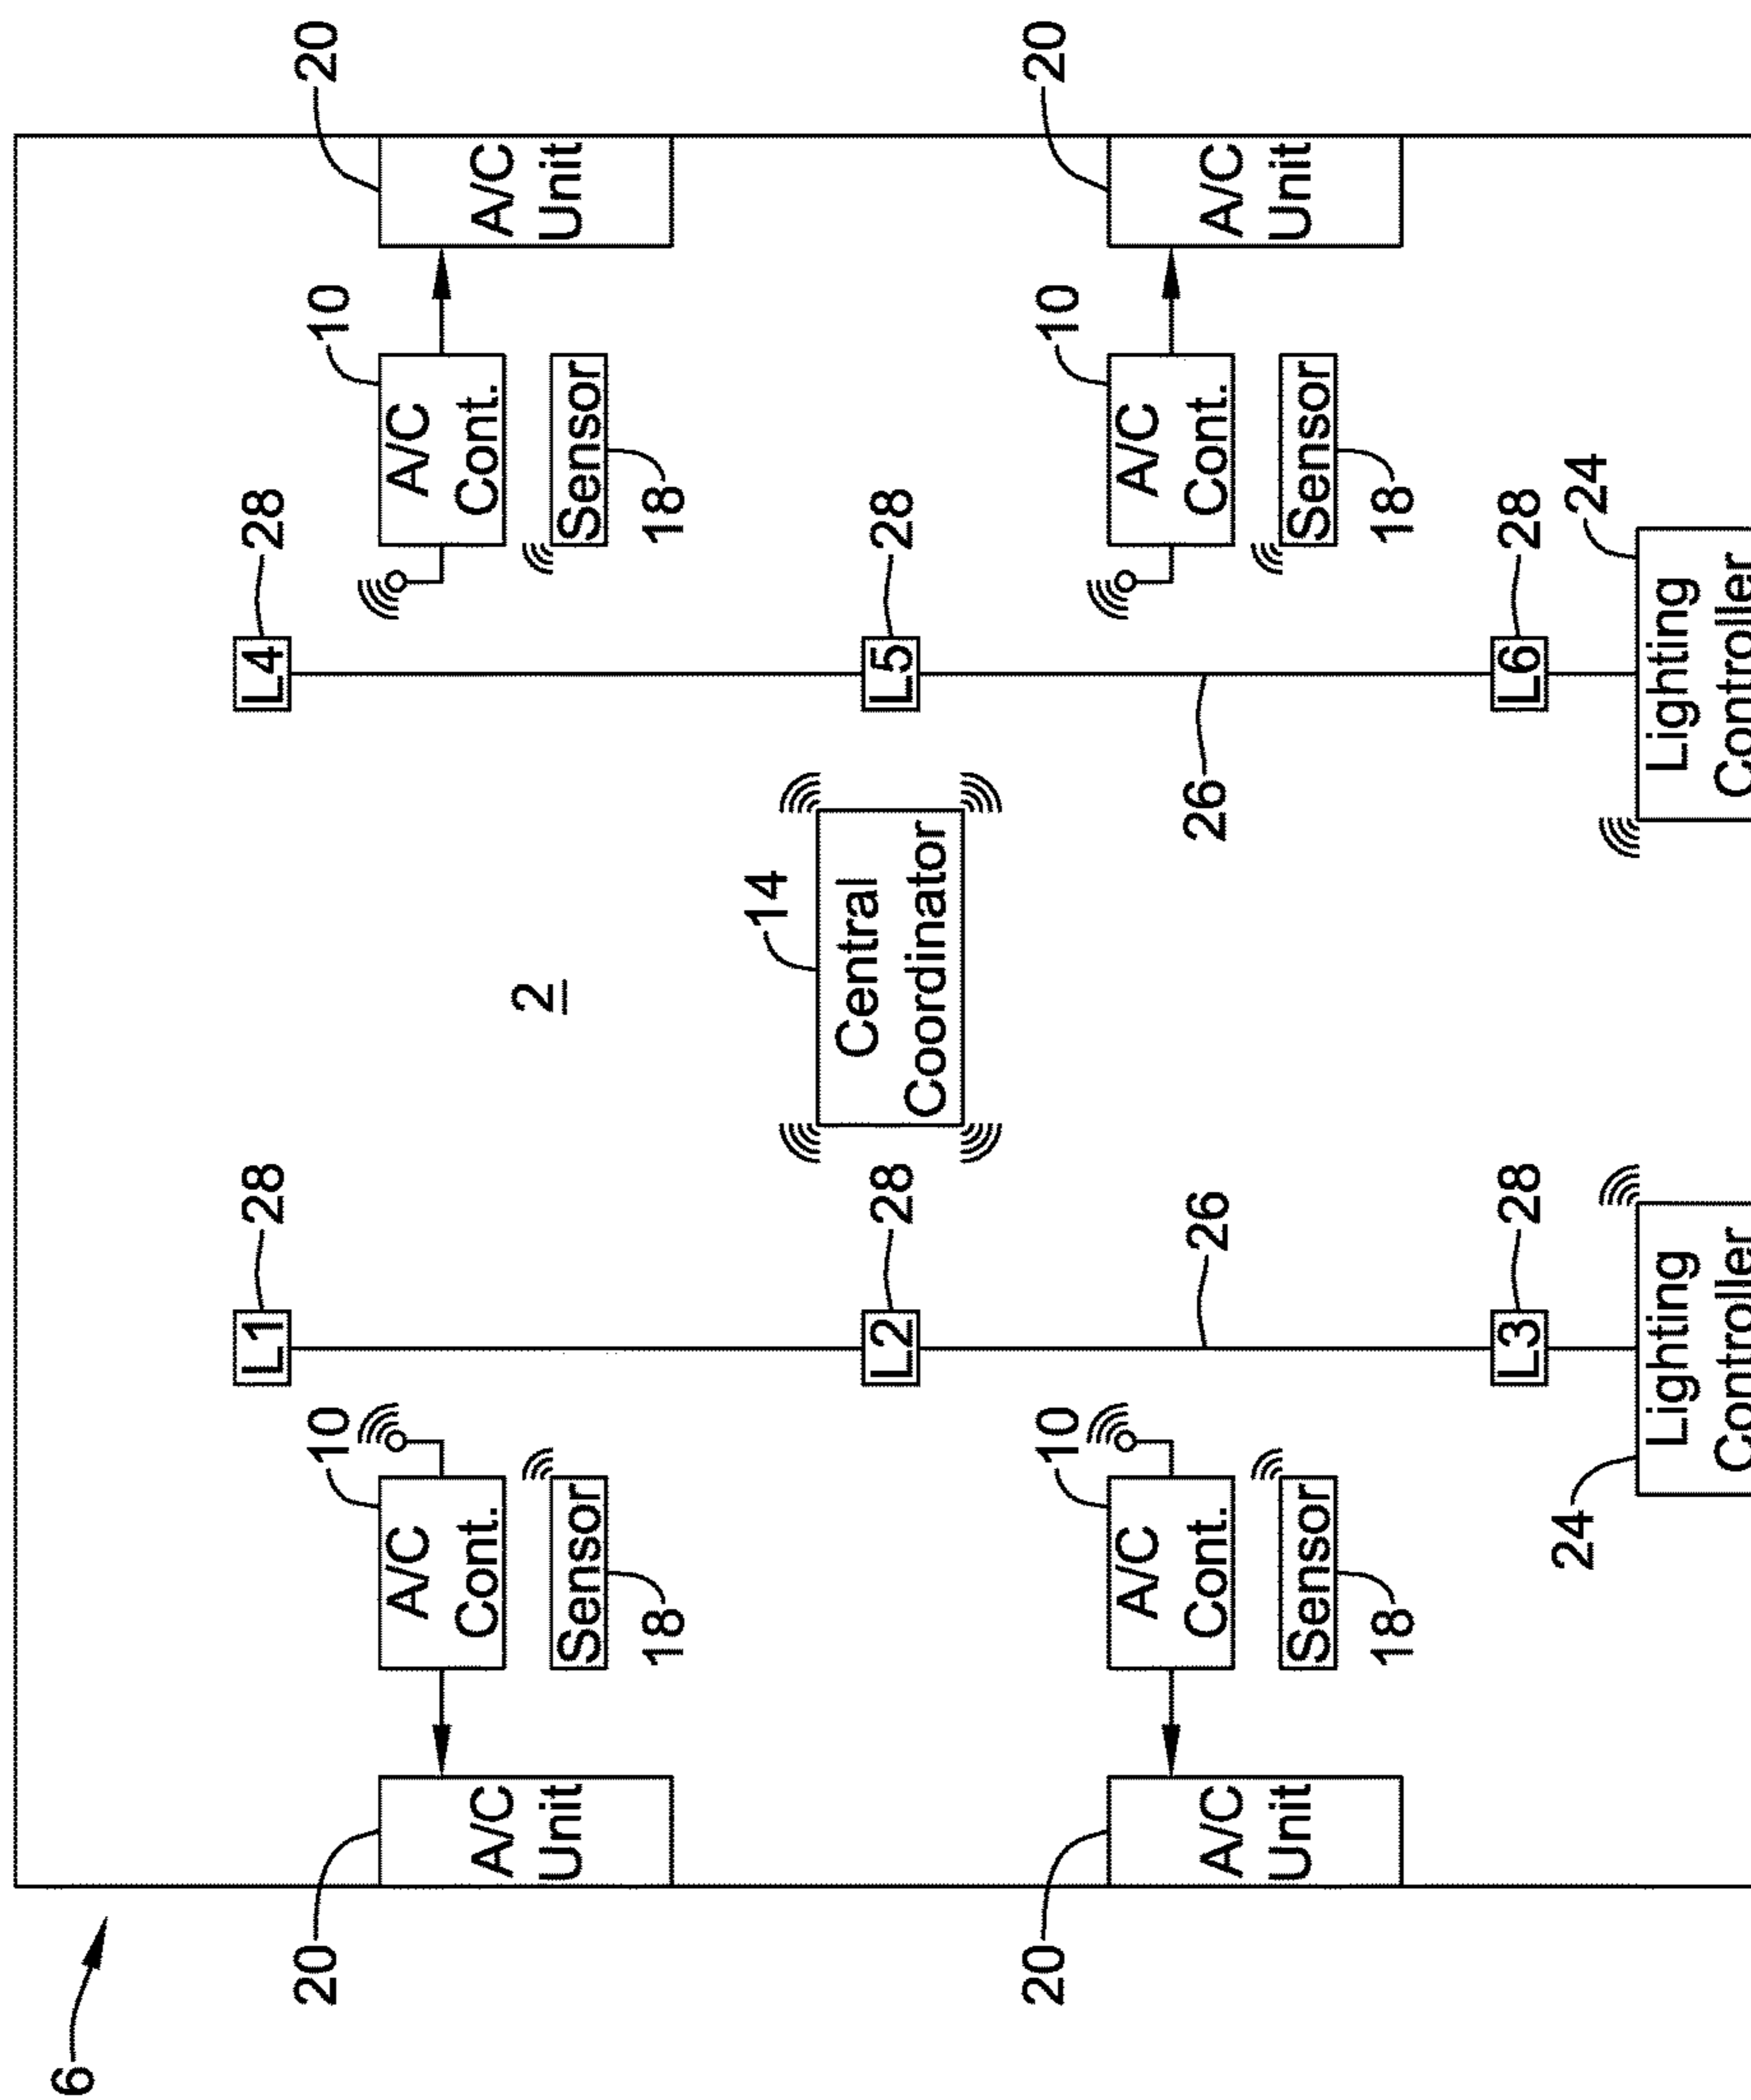 6
L1
28
L4
28
20
10
10
20
A/C
Unit
A/C
Cont.
A/C
Cont.
A/C
Unit
Sensor
2
Sensor
18
18
14
Central
Coordinator
L2
28
L5
28
20
10
10
20
A/C
Unit
A/C
Cont.
26
26
A/C
Cont.
A/C
Unit
Sensor
Sensor
18
18
L3
28
L6
28
24
24
Lighting
Controller
Lighting
Controller